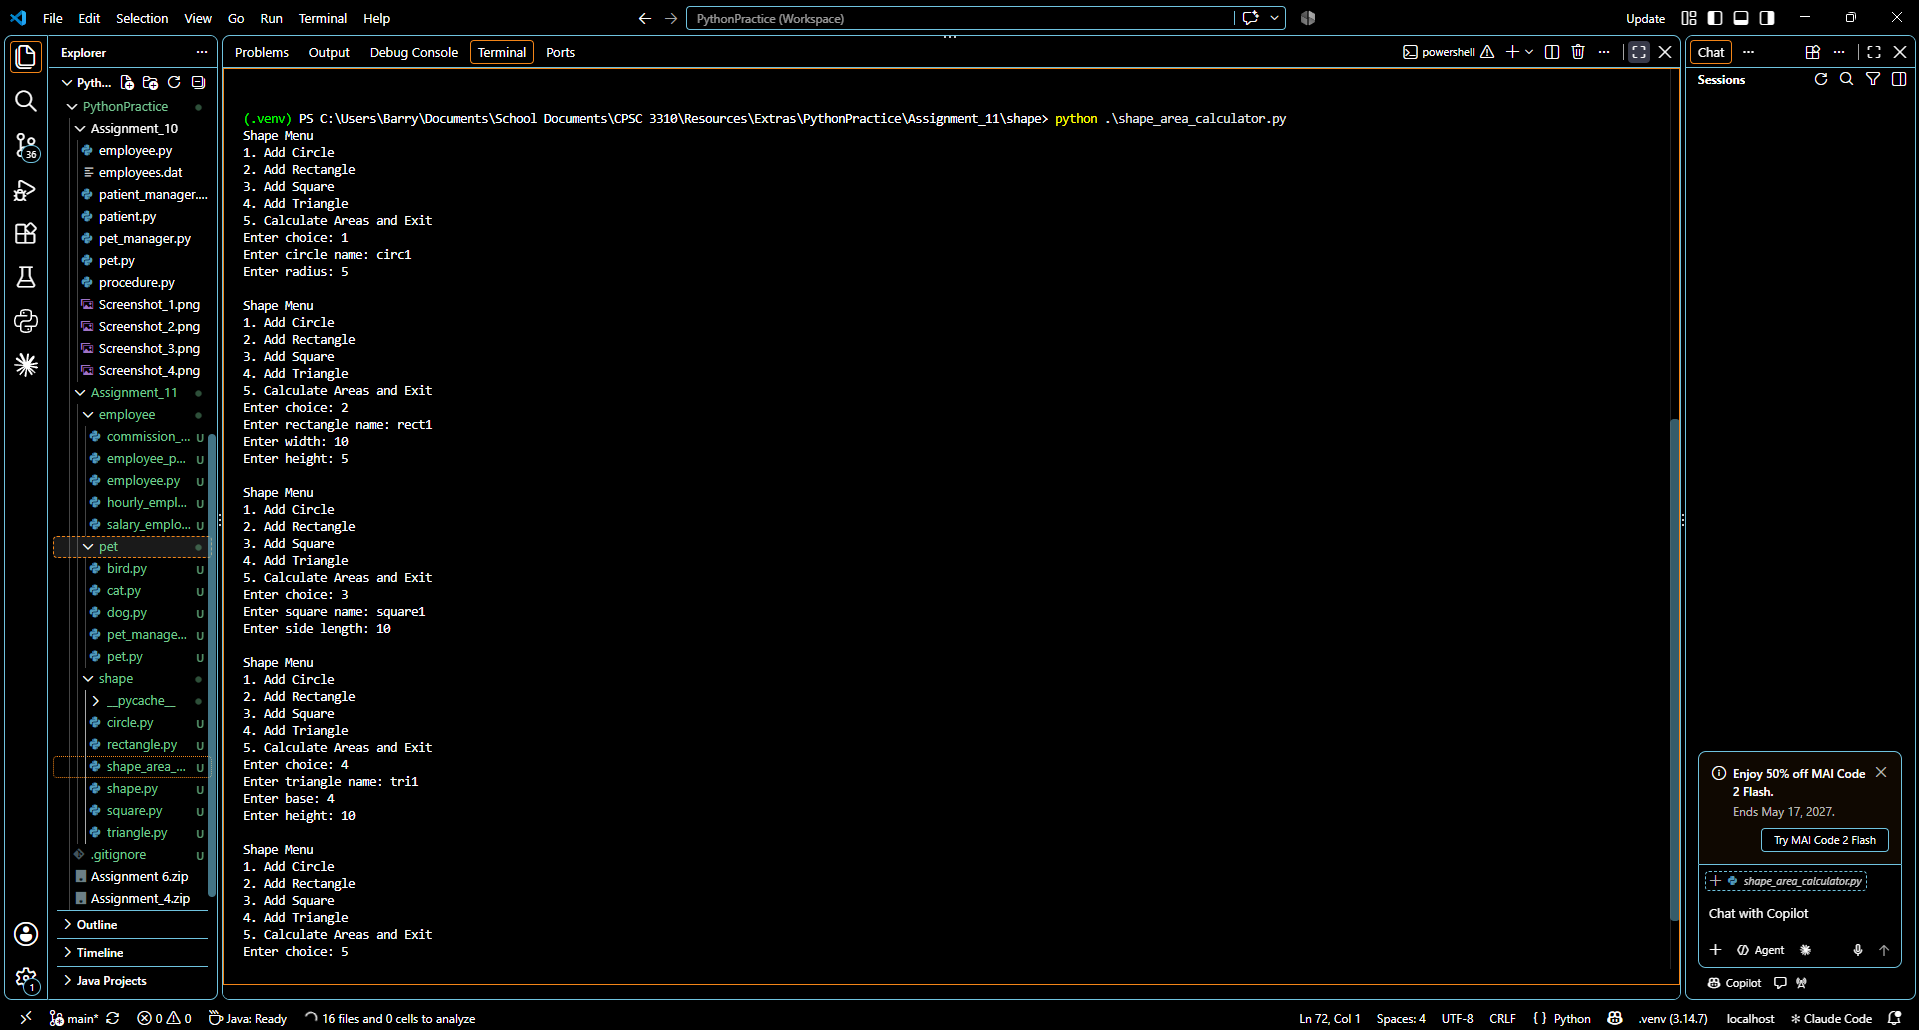 File Edit Selection View Go Run Terminal Help
PythonPractice (Workspace)
Update
Explorer
Pyth...
PythonPractice
Assignment_10
employee.py
employees.dat
patient_manager....
patient.py
pet_manager.py
pet.py
procedure.py
Screenshot_1.png
Screenshot_2.png
Screenshot_3.png
Screenshot_4.png
Assignment_11
employee
commission_... U
employee_p... U
employee.py U
hourly_empl... U
salary_emplo... U
pet
bird.py U
cat.py U
dog.py U
pet_manage... U
pet.py U
shape
__pycache__
circle.py U
rectangle.py U
shape_area_... U
shape.py U
square.py U
triangle.py U
.gitignore U
Assignment 6.zip
Assignment_4.zip
Outline
Timeline
Java Projects
36
1
Problems Output Debug Console Terminal Ports
powershell
(.venv) PS C:\Users\Barry\Documents\School Documents\CPSC 3310\Resources\Extras\PythonPractice\Assignment_11\shape> python .\shape_area_calculator.py
Shape Menu
1. Add Circle
2. Add Rectangle
3. Add Square
4. Add Triangle
5. Calculate Areas and Exit
Enter choice: 1
Enter circle name: circ1
Enter radius: 5
Shape Menu
1. Add Circle
2. Add Rectangle
3. Add Square
4. Add Triangle
5. Calculate Areas and Exit
Enter choice: 2
Enter rectangle name: rect1
Enter width: 10
Enter height: 5
Shape Menu
1. Add Circle
2. Add Rectangle
3. Add Square
4. Add Triangle
5. Calculate Areas and Exit
Enter choice: 3
Enter square name: square1
Enter side length: 10
Shape Menu
1. Add Circle
2. Add Rectangle
3. Add Square
4. Add Triangle
5. Calculate Areas and Exit
Enter choice: 4
Enter triangle name: tri1
Enter base: 4
Enter height: 10
Shape Menu
1. Add Circle
2. Add Rectangle
3. Add Square
4. Add Triangle
5. Calculate Areas and Exit
Enter choice: 5
Chat
Sessions
Enjoy 50% off MAI Code
2 Flash.
Ends May 17, 2027.
Try MAI Code 2 Flash
shape_area_calculator.py
Chat with Copilot
Agent
Copilot
main* 0 0 Java: Ready 16 files and 0 cells to analyze
Ln 72, Col 1 Spaces: 4 UTF-8 CRLF { } Python .venv (3.14.7) localhost Claude Code